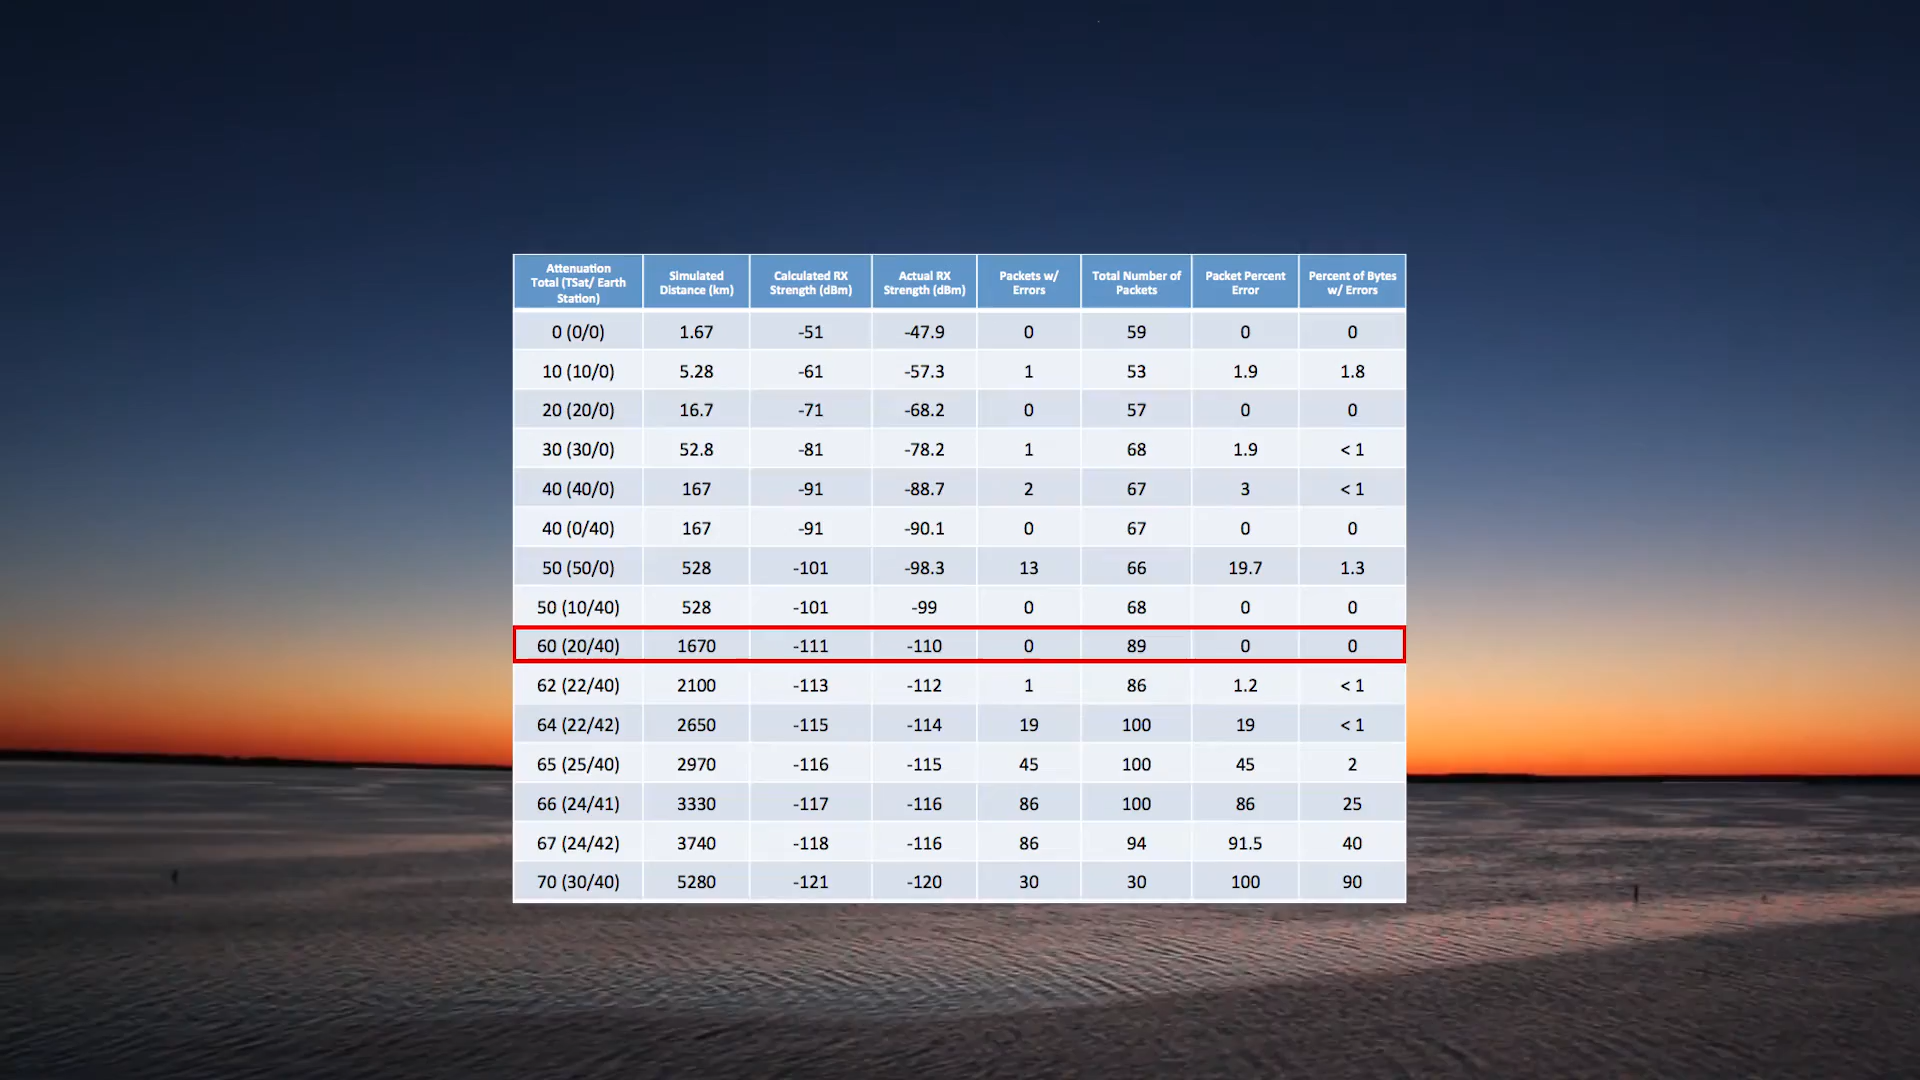 Attenuation Total (TSat/ Earth Station) Simulated Distance (km) Calculated RX Strength (dBm) Actual RX Strength (dBm) Packets w/ Errors Total Number of Packets Packet Percent Error Percent of Bytes w/ Errors
0 (0/0) 1.67 -51 -47.9 0 59 0 0
10 (10/0) 5.28 -61 -57.3 1 53 1.9 1.8
20 (20/0) 16.7 -71 -68.2 0 57 0 0
30 (30/0) 52.8 -81 -78.2 1 68 1.9 < 1
40 (40/0) 167 -91 -88.7 2 67 3 < 1
40 (0/40) 167 -91 -90.1 0 67 0 0
50 (50/0) 528 -101 -98.3 13 66 19.7 1.3
50 (10/40) 528 -101 -99 0 68 0 0
60 (20/40) 1670 -111 -110 0 89 0 0
62 (22/40) 2100 -113 -112 1 86 1.2 < 1
64 (22/42) 2650 -115 -114 19 100 19 < 1
65 (25/40) 2970 -116 -115 45 100 45 2
66 (24/41) 3330 -117 -116 86 100 86 25
67 (24/42) 3740 -118 -116 86 94 91.5 40
70 (30/40) 5280 -121 -120 30 30 100 90